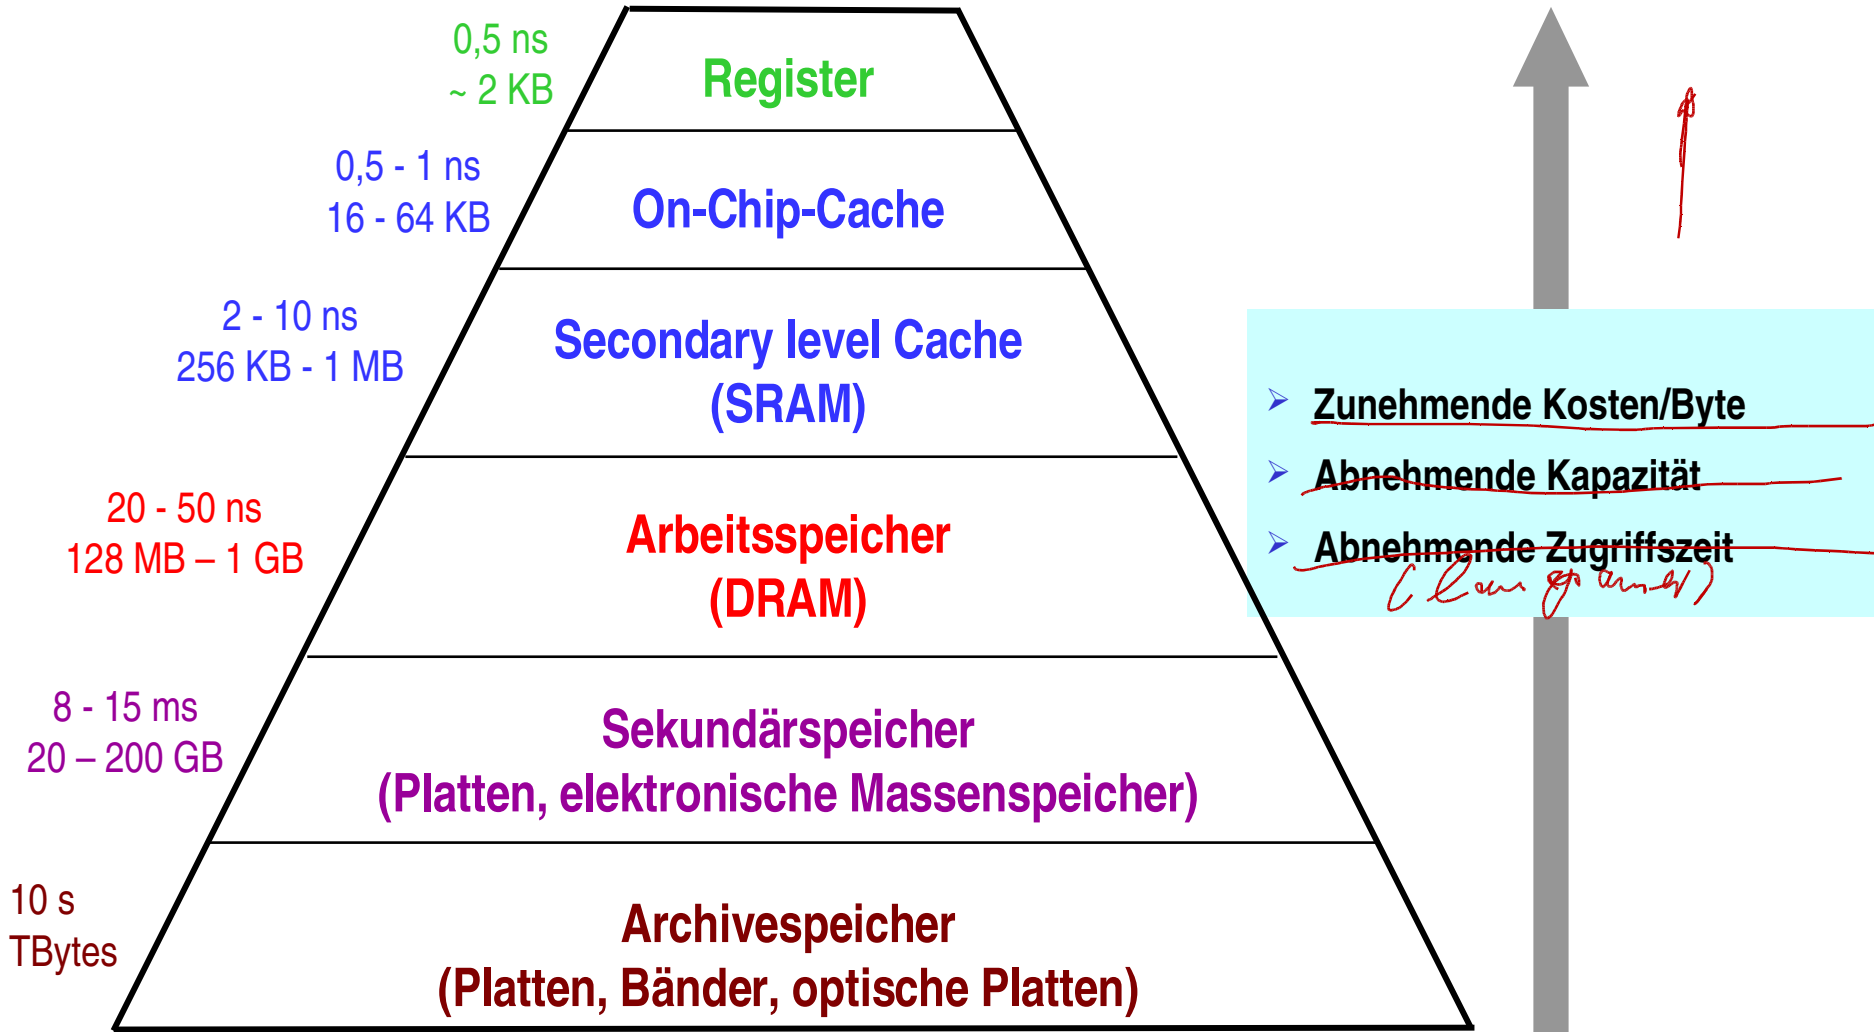 0,5 ns
~ 2 KB
Register
0,5 - 1 ns
16 - 64 KB
On-Chip-Cache
2 - 10 ns
256 KB - 1 MB
Secondary level Cache
(SRAM)
20 - 50 ns
128 MB – 1 GB
Arbeitsspeicher
(DRAM)
8 - 15 ms
20 – 200 GB
Sekundärspeicher
(Platten, elektronische Massenspeicher)
10 s
TBytes
Archivespeicher
(Platten, Bänder, optische Platten)
➢ Zunehmende Kosten/Byte
➢ Abnehmende Kapazität
➢ Abnehmende Zugriffszeit